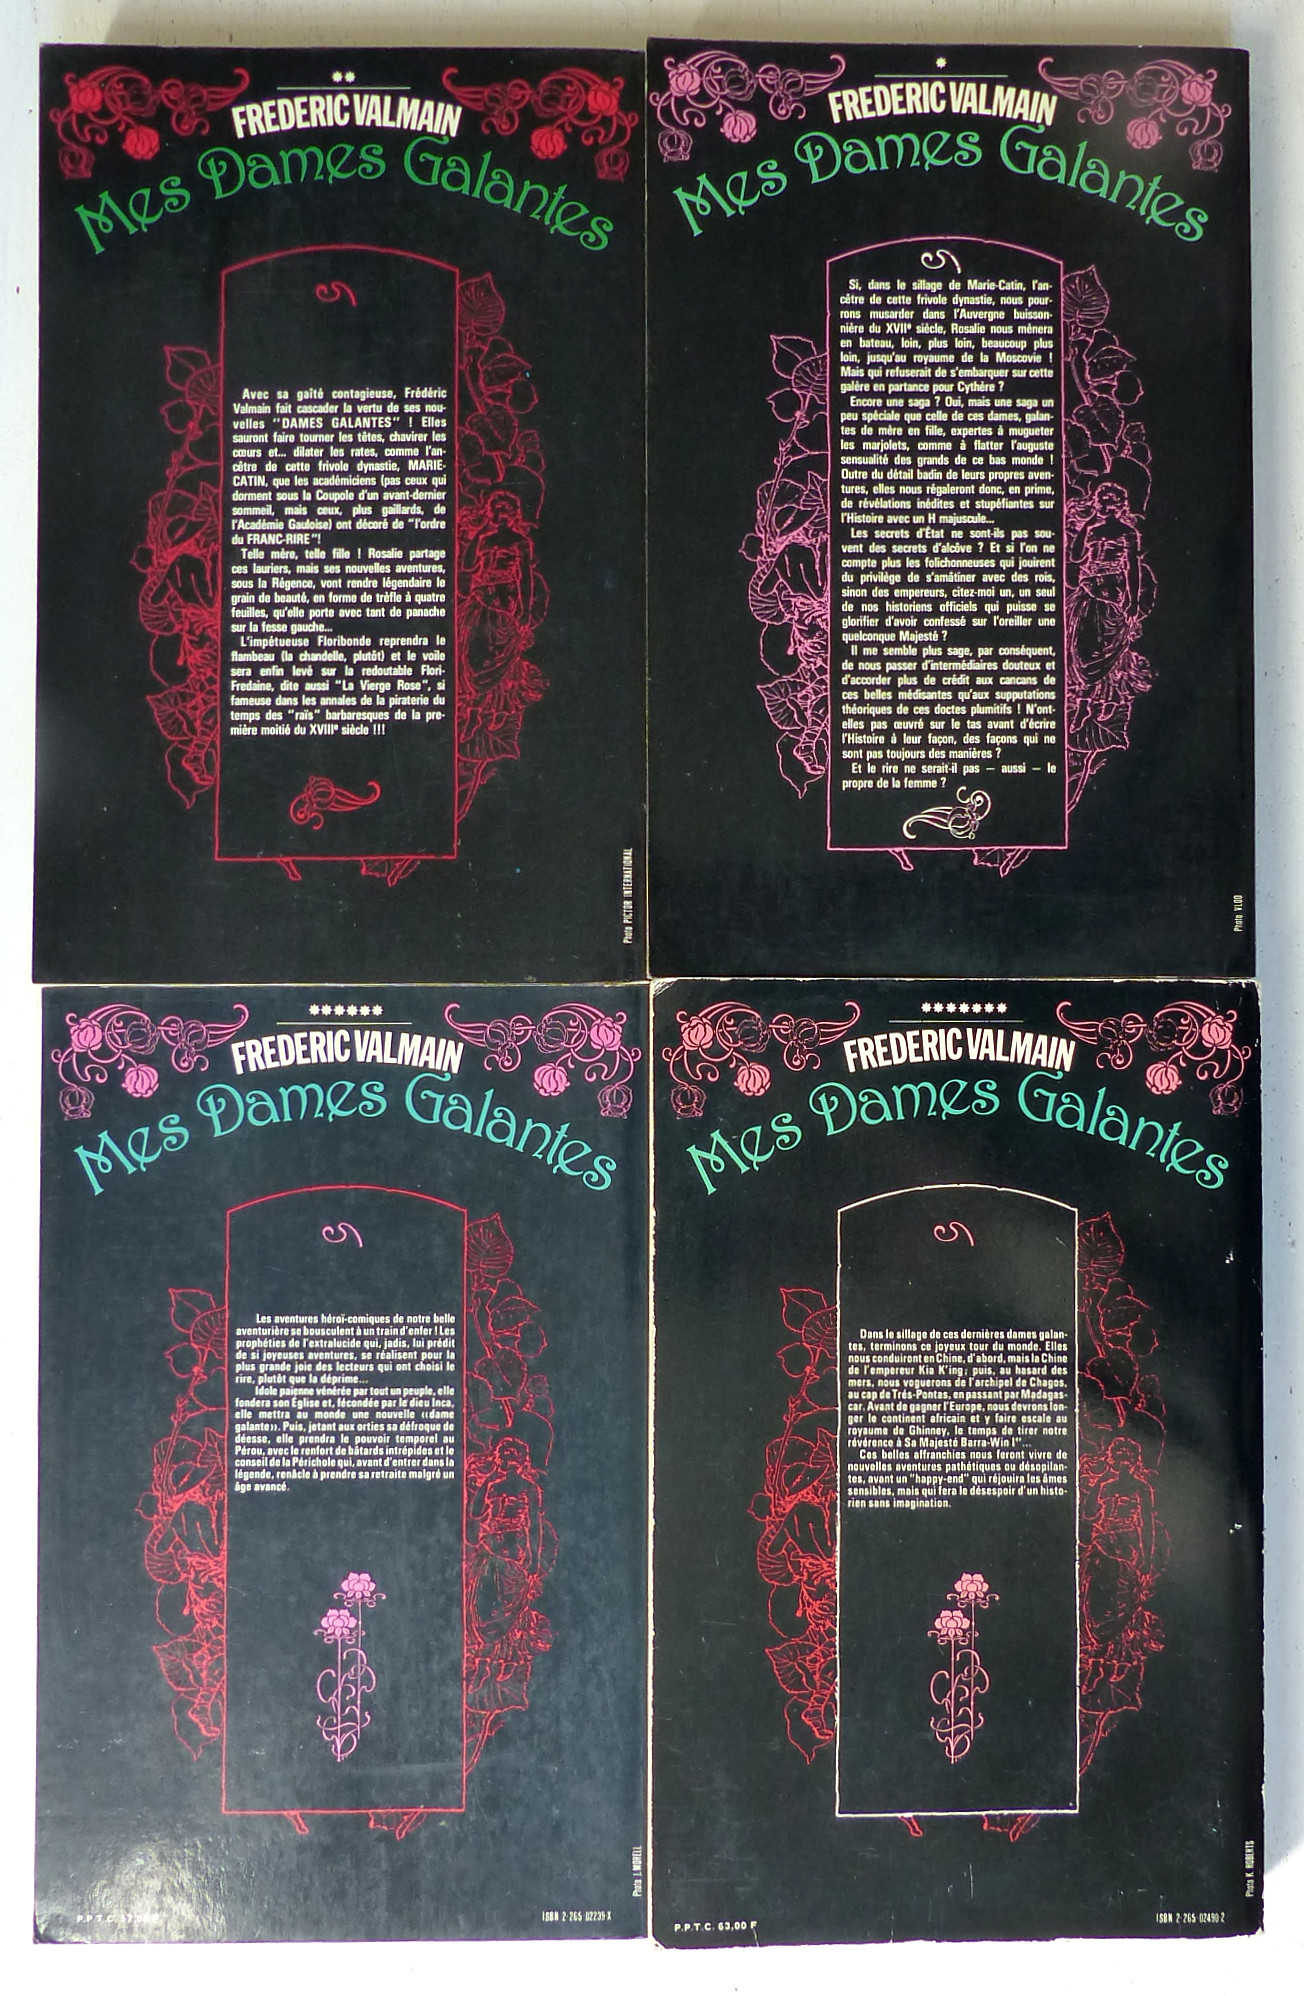 **
FREDERIC VALMAIN
Mes Dames Galantes
Avec sa gaîté contagieuse, Frédéric
Valmain fait cascader la vertu de ses nou-
velles "DAMES GALANTES" ! Elles
sauront faire tourner les têtes, chavirer les
cœurs et... dilater les rates, comme l'an-
cêtre de cette frivole dynastie, MARIE-
CATIN, que les académiciens (pas ceux qui
dorment sous la Coupole d'un avant-dernier
sommeil, mais ceux, plus gaillards, de
l'Académie Gauloise) ont décoré de "l'ordre
du FRANC-RIRE"!
Telle mère, telle fille ! Rosalie partage
ces lauriers, mais ses nouvelles aventures,
sous la Régence, vont rendre légendaire le
grain de beauté, en forme de trèfle à quatre
feuilles, qu'elle porte avec tant de panache
sur la fesse gauche...
L'impétueuse Floribonde reprendra le
flambeau (la chandelle, plutôt) et le voile
sera enfin levé sur la redoutable Flori-
Fredaine, dite aussi "La Vierge Rose", si
fameuse dans les annales de la piraterie du
temps des "raïs" barbaresques de la pre-
mière moitié du XVIIIe siècle !!!
Photo PICTOR INTERNATIONAL
*
FREDERIC VALMAIN
Mes Dames Galantes
Si, dans le sillage de Marie-Catin, l'an-
cêtre de cette frivole dynastie, nous pour-
rons musarder dans l'Auvergne buisson-
nière du XVIIe siècle, Rosalie nous mènera
en bateau, loin, plus loin, beaucoup plus
loin, jusqu'au royaume de la Moscovie !
Mais qui refuserait de s'embarquer sur cette
galère en partance pour Cythère ?
Encore une saga ? Oui, mais une saga un
peu spéciale que celle de ces dames, galan-
tes de mère en fille, expertes à mugueter
les marjolets, comme à flatter l'auguste
sensualité des grands de ce bas monde !
Outre du détail badin de leurs propres aven-
tures, elles nous régaleront donc, en prime,
de révélations inédites et stupéfiantes sur
l'Histoire avec un H majuscule...
Les secrets d'État ne sont-ils pas sou-
vent des secrets d'alcôve ? Et si l'on ne
compte plus les folichonneuses qui jouirent
du privilège de s'amâtiner avec des rois,
sinon des empereurs, citez-moi un, un seul
de nos historiens officiels qui puisse se
glorifier d'avoir confessé sur l'oreiller une
quelconque Majesté ?
Il me semble plus sage, par conséquent,
de nous passer d'intermédiaires douteux et
d'accorder plus de crédit aux cancans de
ces belles médisantes qu'aux supputations
théoriques de ces doctes plumitifs ! N'ont-
elles pas œuvré sur le tas avant d'écrire
l'Histoire à leur façon, des façons qui ne
sont pas toujours des manières ?
Et le rire ne serait-il pas — aussi — le
propre de la femme ?
Photo VLOO
******
FREDERIC VALMAIN
Mes Dames Galantes
Les aventures héroï-comiques de notre belle
aventurière se bousculent à un train d'enfer ! Les
prophéties de l'extralucide qui, jadis, lui prédit
de si joyeuses aventures, se réalisent pour la
plus grande joie des lecteurs qui ont choisi le
rire, plutôt que la déprime...
Idole païenne vénérée par tout un peuple, elle
fondera son Eglise et, fécondée par le dieu Inca,
elle mettra au monde une nouvelle «dame
galante». Puis, jetant aux orties sa défroque de
déesse, elle prendra le pouvoir temporel au
Pérou, avec le renfort de bâtards intrépides et le
conseil de la Périchole qui, avant d'entrer dans la
légende, renâcle à prendre sa retraite malgré un
âge avancé.
Photo J. MORELL
P.P.T.C. 57,00 F
ISBN 2-265-02239-X
*******
FREDERIC VALMAIN
Mes Dames Galantes
Dans le sillage de ces dernières dames galan-
tes, terminons ce joyeux tour du monde. Elles
nous conduiront en Chine, d'abord, mais la Chine
de l'empereur Kia K'ing ; puis, au hasard des
mers, nous voguerons de l'archipel de Chagos,
au cap de Trés-Pontas, en passant par Madagas-
car. Avant de gagner l'Europe, nous devrons lon-
ger le continent africain et y faire escale au
royaume de Ghinney, le temps de tirer notre
révérence à Sa Majesté Barra-Win Ier...
Ces belles affranchies nous feront vivre de
nouvelles aventures pathétiques ou désopilan-
tes, avant un "happy-end" qui réjouira les âmes
sensibles, mais qui fera le désespoir d'un histo-
rien sans imagination.
Photo K. ROBERTS
P.P.T.C. 63,00 F
ISBN 2-265-02490-2